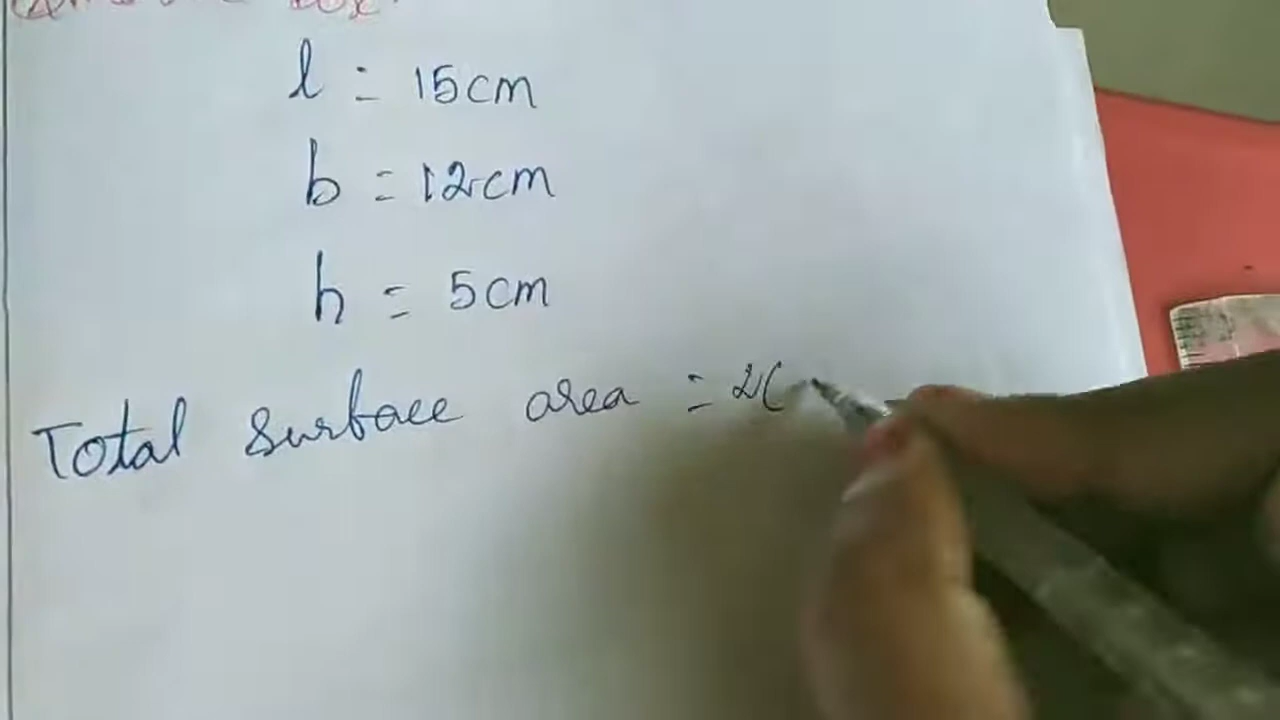 l = 15cm
b = 12cm
h = 5cm
Total surface area = 2(